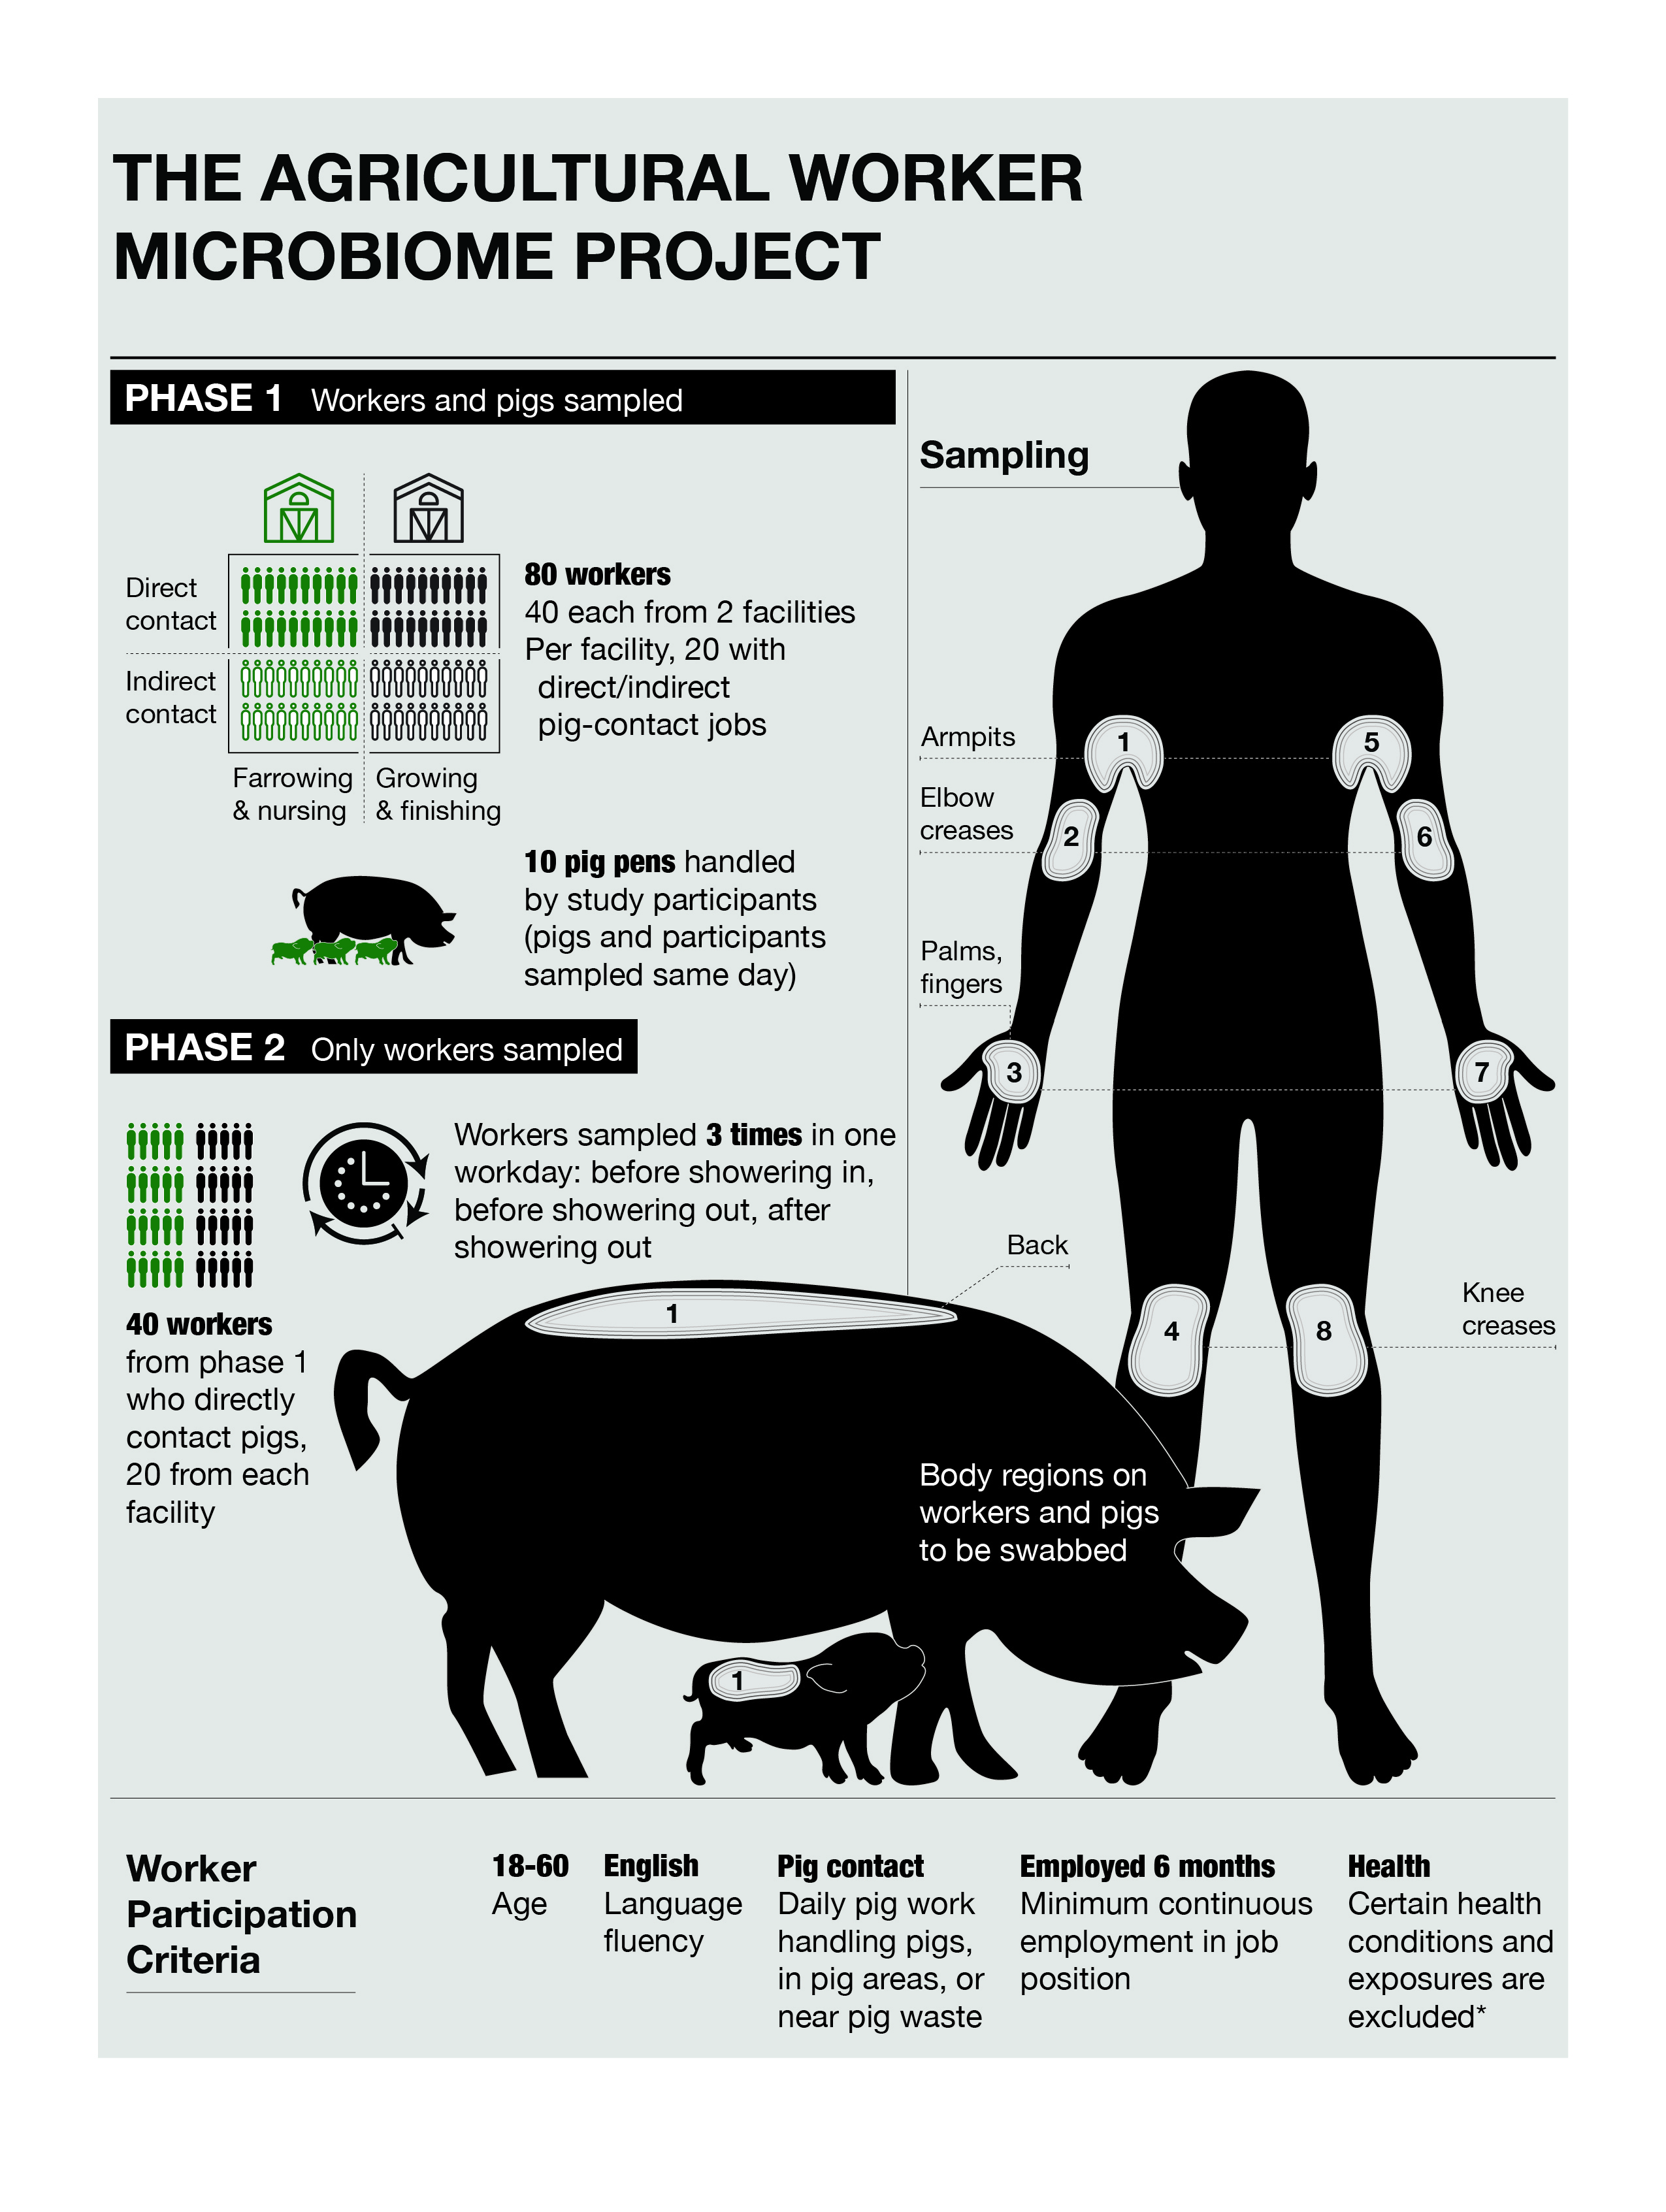 THE AGRICULTURAL WORKER
MICROBIOME PROJECT
PHASE 1 Workers and pigs sampled
Direct
contact
Indirect
contact
Farrowing
& nursing
Growing
& finishing
80 workers
40 each from 2 facilities
Per facility, 20 with
direct/indirect
pig-contact jobs
10 pig pens handled
by study participants
(pigs and participants
sampled same day)
PHASE 2 Only workers sampled
Workers sampled 3 times in one
workday: before showering in,
before showering out, after
showering out
40 workers
from phase 1
who directly
contact pigs,
20 from each
facility
Sampling
Armpits
1
5
Elbow
creases
2
6
Palms,
fingers
3
7
Back
1
Knee
creases
4
8
Body regions on
workers and pigs
to be swabbed
1
Worker
Participation
Criteria
18-60
Age
English
Language
fluency
Pig contact
Daily pig work
handling pigs,
in pig areas, or
near pig waste
Employed 6 months
Minimum continuous
employment in job
position
Health
Certain health
conditions and
exposures are
excluded*